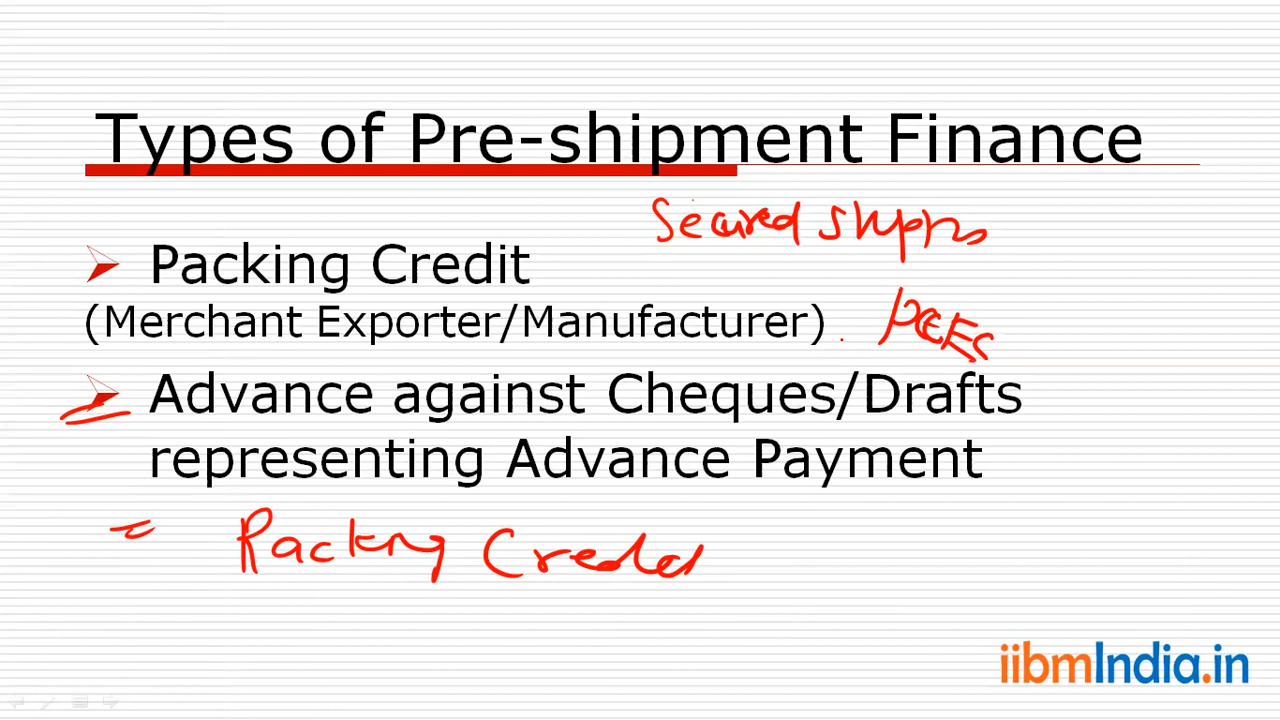 Types of Pre-shipment Finance
Secured
Packing Credit
(Merchant Exporter/Manufacturer)
Advance against Cheques/Drafts
representing Advance Payment
Packing Credit
iibmIndia.in